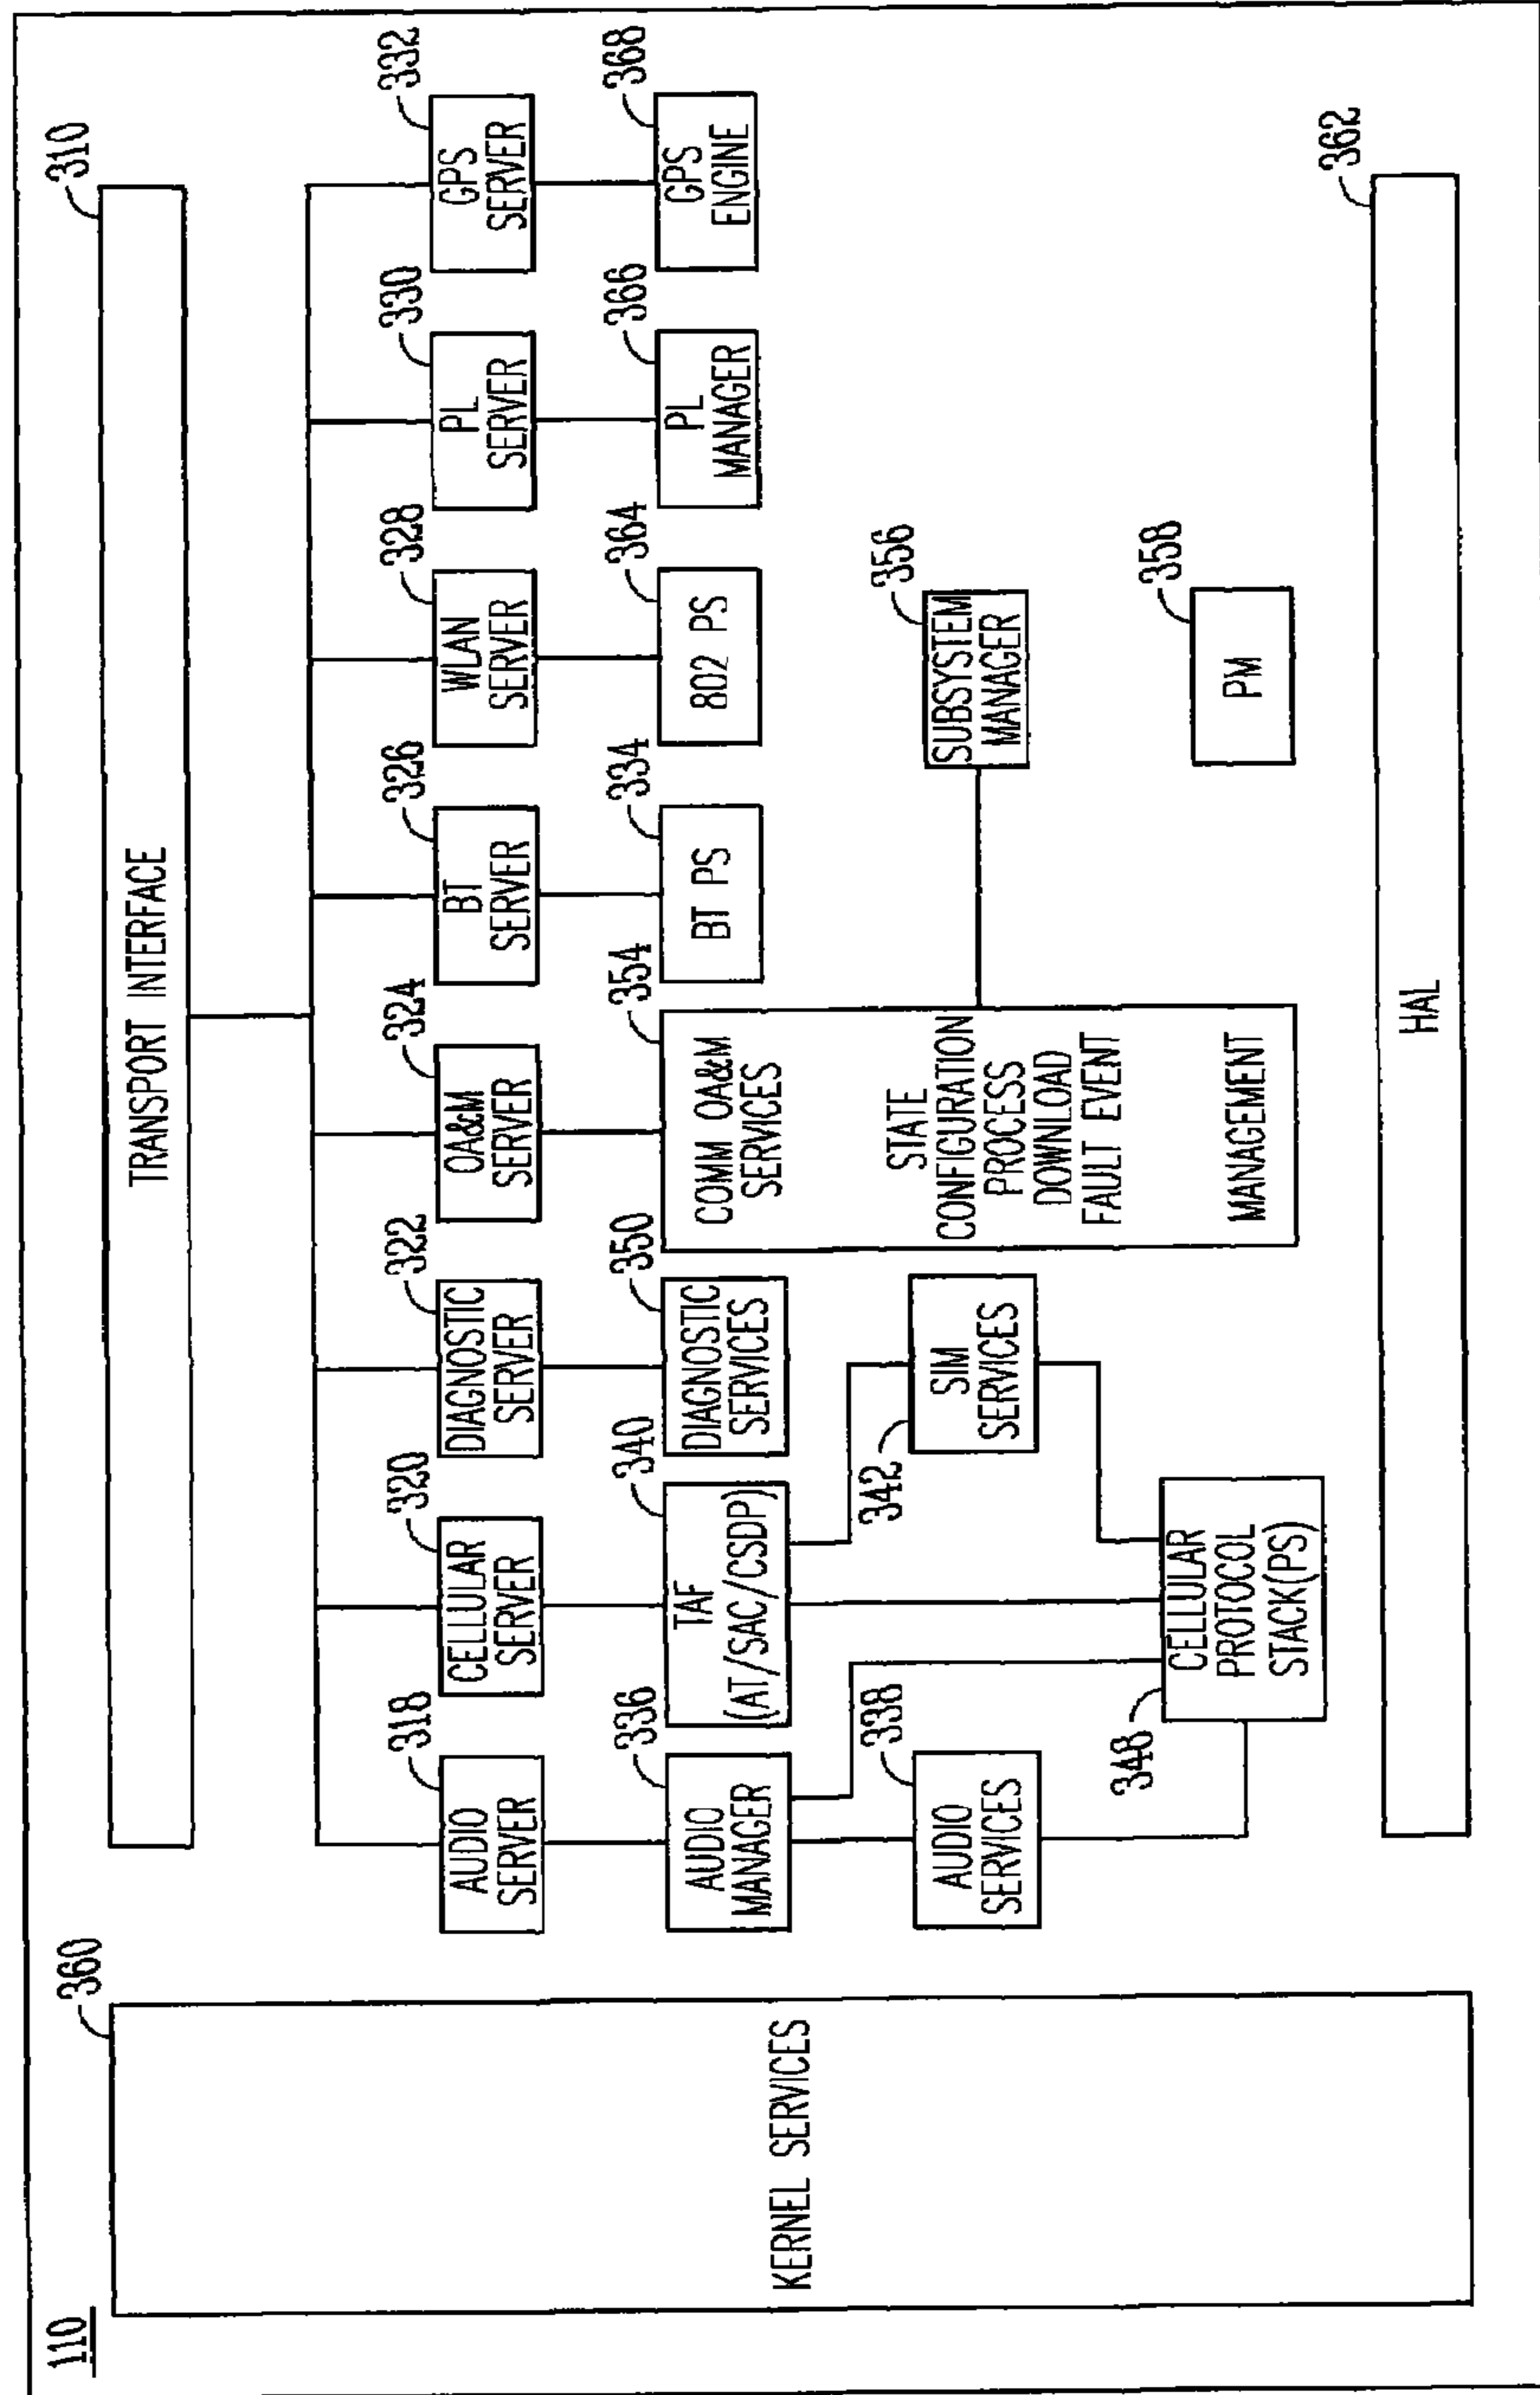 110
360
KERNEL SERVICES
310
TRANSPORT INTERFACE
318
AUDIO
SERVER
320
CELLULAR
SERVER
322
DIAGNOSTIC
SERVER
324
OA&M
SERVER
326
BT
SERVER
328
WLAN
SERVER
330
PL
SERVER
332
GPS
SERVER
336
AUDIO
MANAGER
340
TAF
(AT/SAC/CSDP)
350
DIAGNOSTIC
SERVICES
354
COMM OA&M
SERVICES
STATE
CONFIGURATION
PROCESS
DOWNLOAD
FAULT EVENT
MANAGEMENT
334
BT PS
364
802 PS
366
PL
MANAGER
368
GPS
ENGINE
338
AUDIO
SERVICES
342
SIM
SERVICES
356
SUBSYSTEM
MANAGER
348
CELLULAR
PROTOCOL
STACK(PS)
358
PM
362
HAL